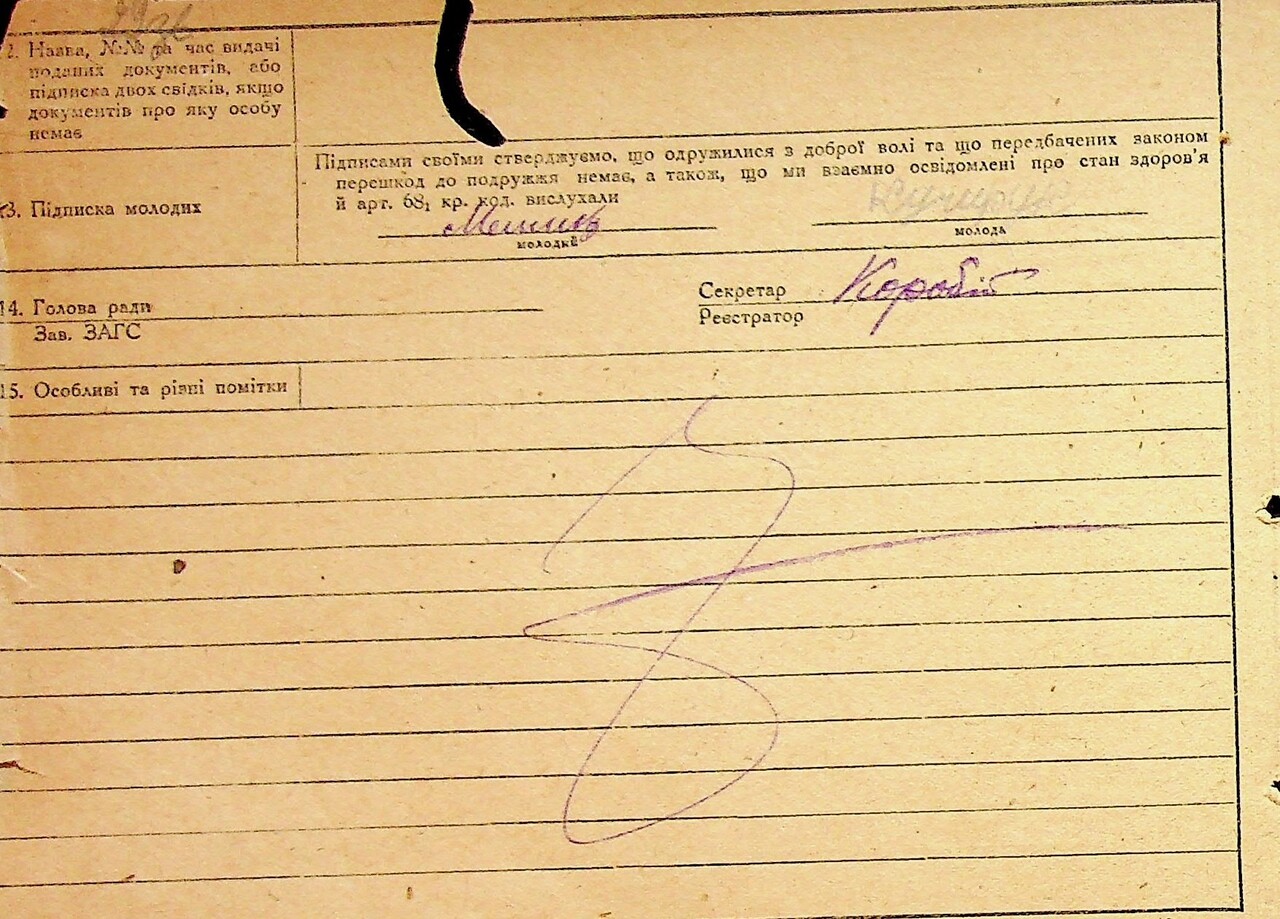 Назва, №№ та час видачі
поданих документів, або
підписка двох свідків, якщо
документів про яку особу
немає
Підписами своїми стверджуємо, що одружилися з доброї волі та що передбачених законом
перешкод до подружжя немає, а також, що ми взаємно освідомлені про стан здоров'я
й арт. 68₁ кр. код. вислухали
13. Підписка молодих
молодий
молода
14. Голова ради
Зав. ЗАГС
Секретар Коробій
Реєстратор
15. Особливі та різні помітки